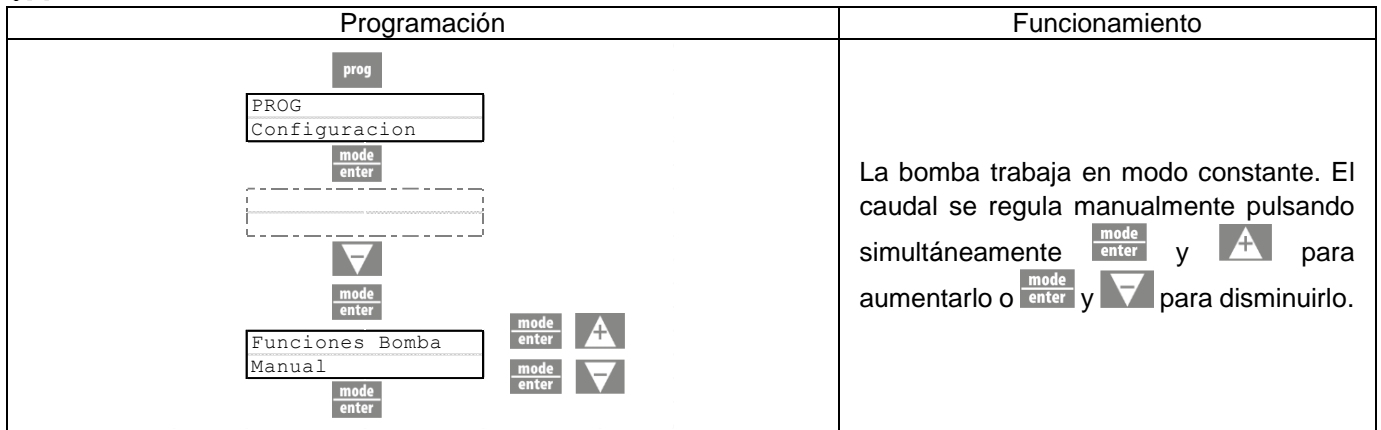 Programación
Funcionamiento
prog
PROG
Configuracion
mode
enter
mode
enter
Funciones Bomba
Manual
mode
enter
mode
enter
mode
enter
La bomba trabaja en modo constante. El
caudal se regula manualmente pulsando
simultáneamente mode enter y + para
aumentarlo o mode enter y − para disminuirlo.